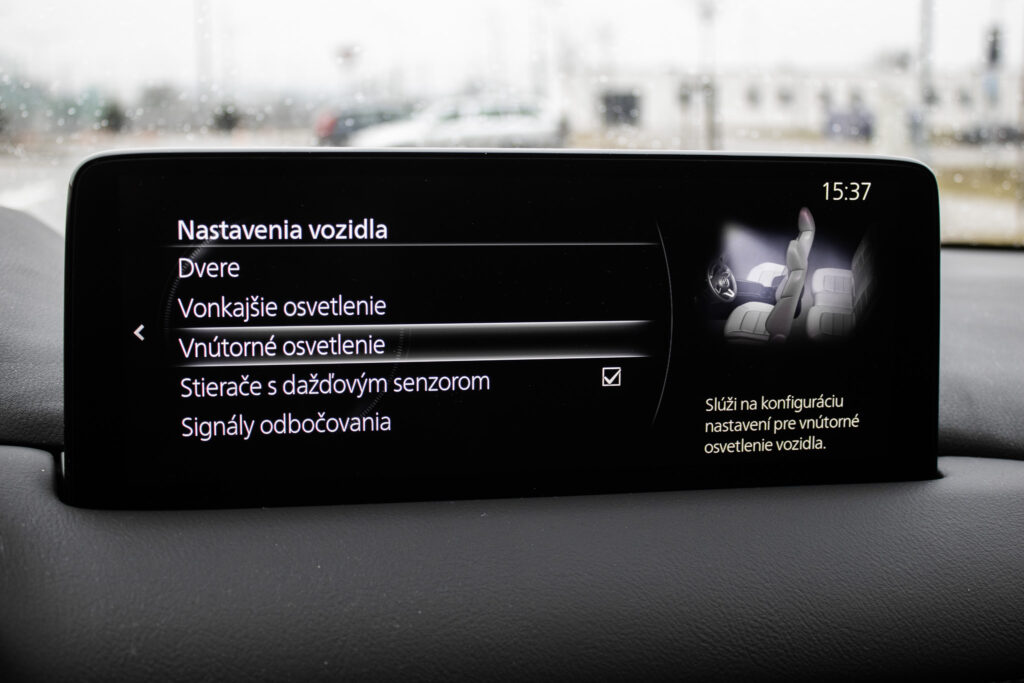 15:37
Nastavenia vozidla
Dvere
Vonkajšie osvetlenie
Vnútorné osvetlenie
Stierače s dažďovým senzorom
Signály odbočovania
Slúži na konfiguráciu
nastavení pre vnútorné
osvetlenie vozidla.